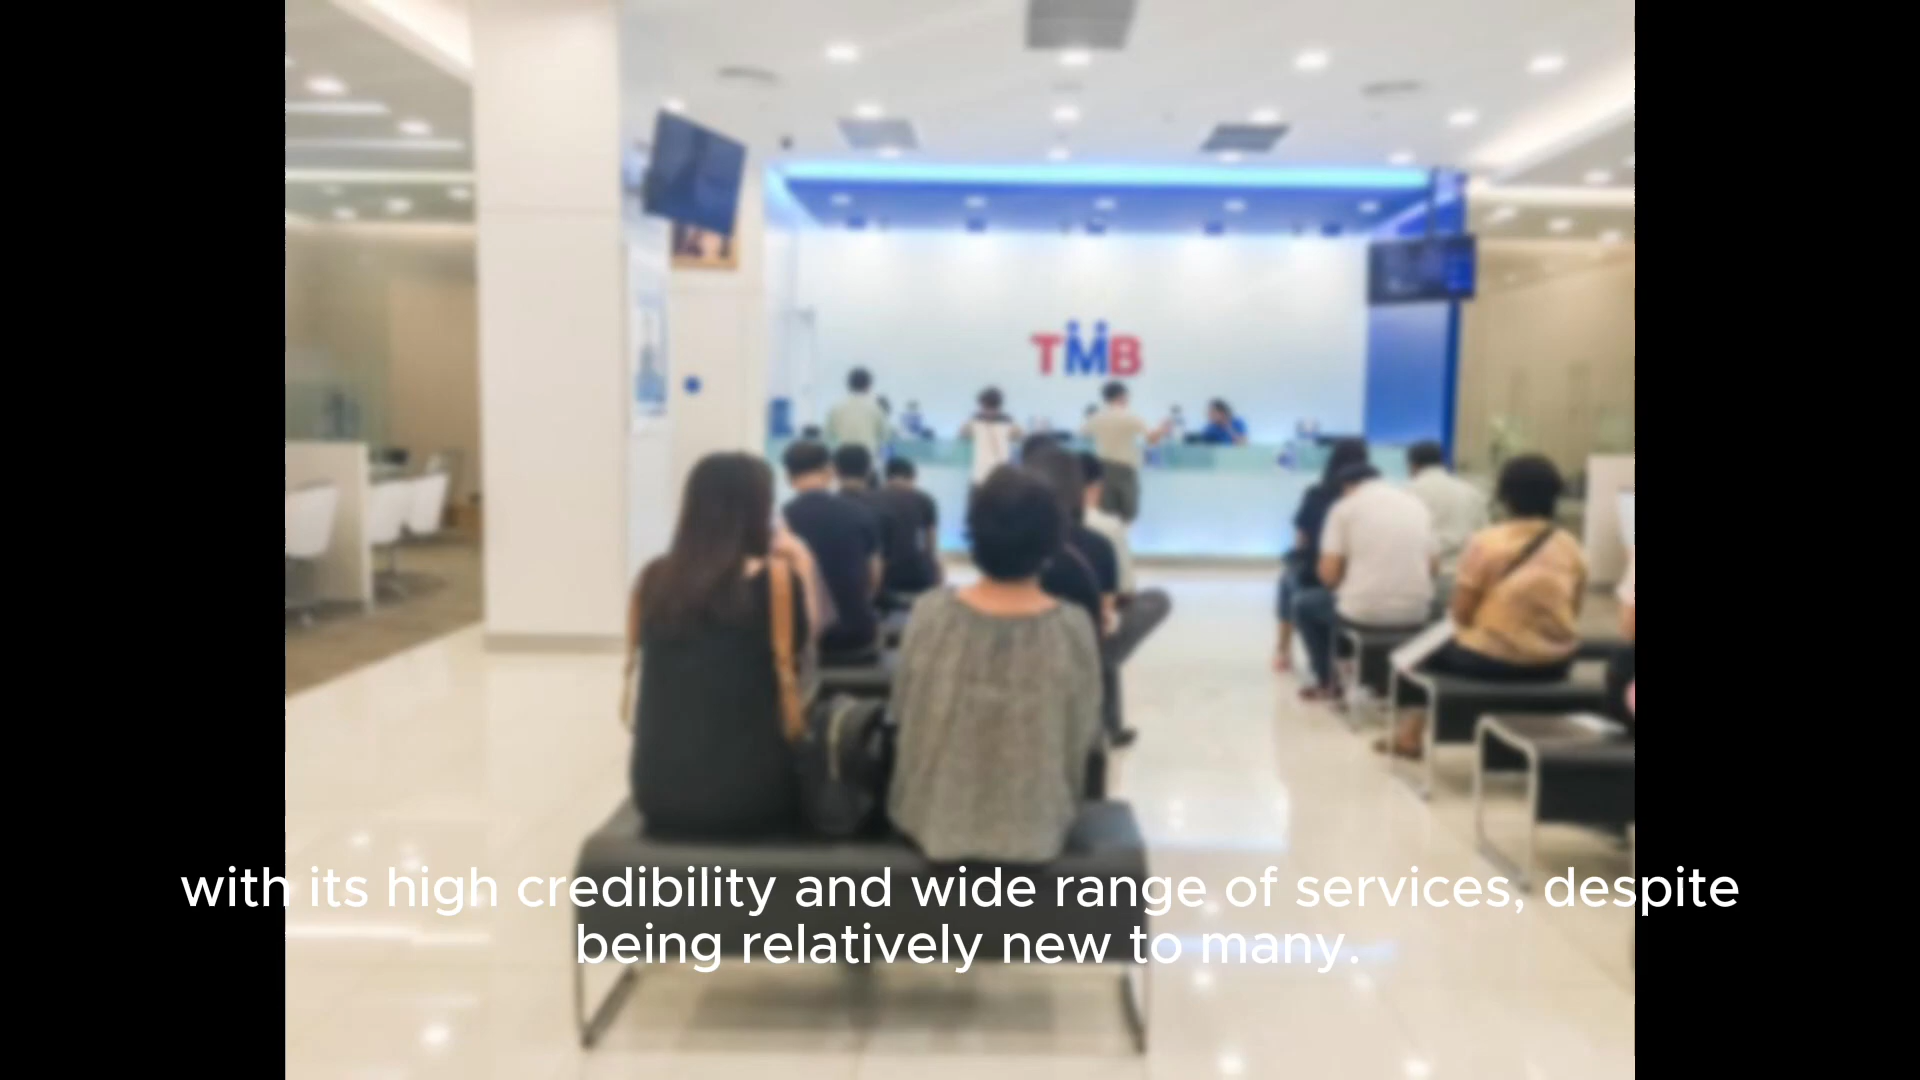 TMB
with its high credibility and wide range of services, despite
being relatively new to many.